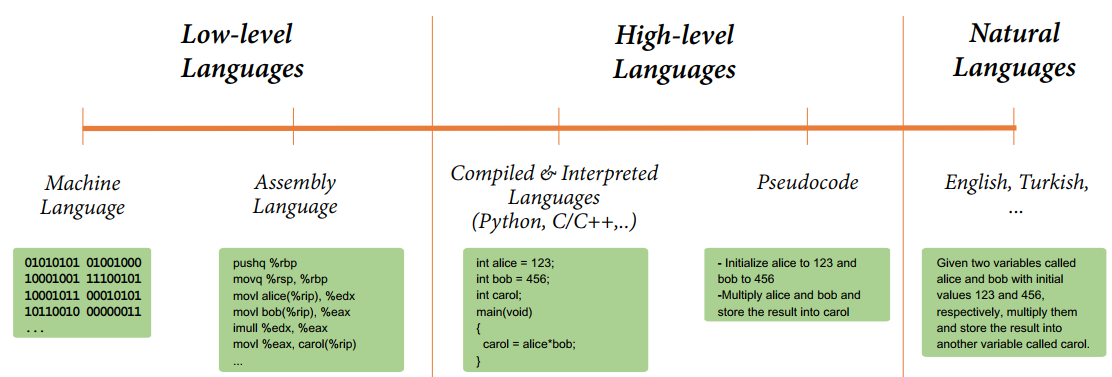 Low-level
Languages
High-level
Languages
Natural
Languages
Machine
Language
Assembly
Language
Compiled & Interpreted
Languages
(Python, C/C++,..)
Pseudocode
English, Turkish,
...
01010101 01001000
10001001 11100101
10001011 00010101
10110010 00000011
...
pushq %rbp
movq %rsp, %rbp
movl alice(%rip), %edx
movl bob(%rip), %eax
imull %edx, %eax
movl %eax, carol(%rip)
...
int alice = 123;
int bob = 456;
int carol;
main(void)
{
carol = alice*bob;
}
- Initialize alice to 123 and
bob to 456
-Multiply alice and bob and
store the result into carol
Given two variables called
alice and bob with initial
values 123 and 456,
respectively, multiply them
and store the result into
another variable called carol.